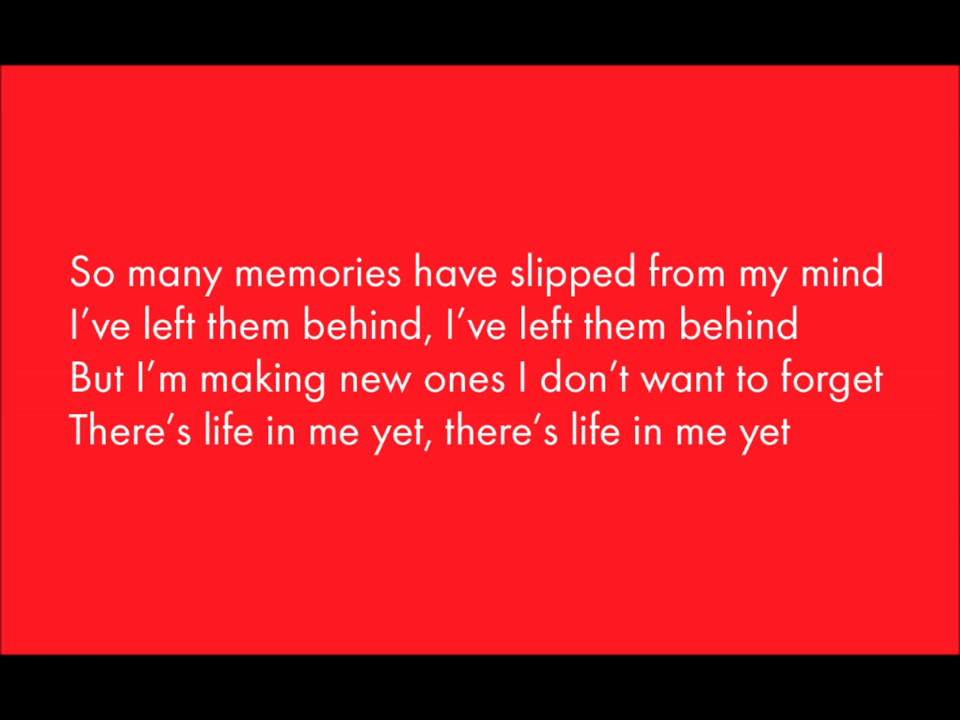 So many memories have slipped from my mind
I’ve left them behind, I’ve left them behind
But I’m making new ones I don’t want to forget
There’s life in me yet, there’s life in me yet